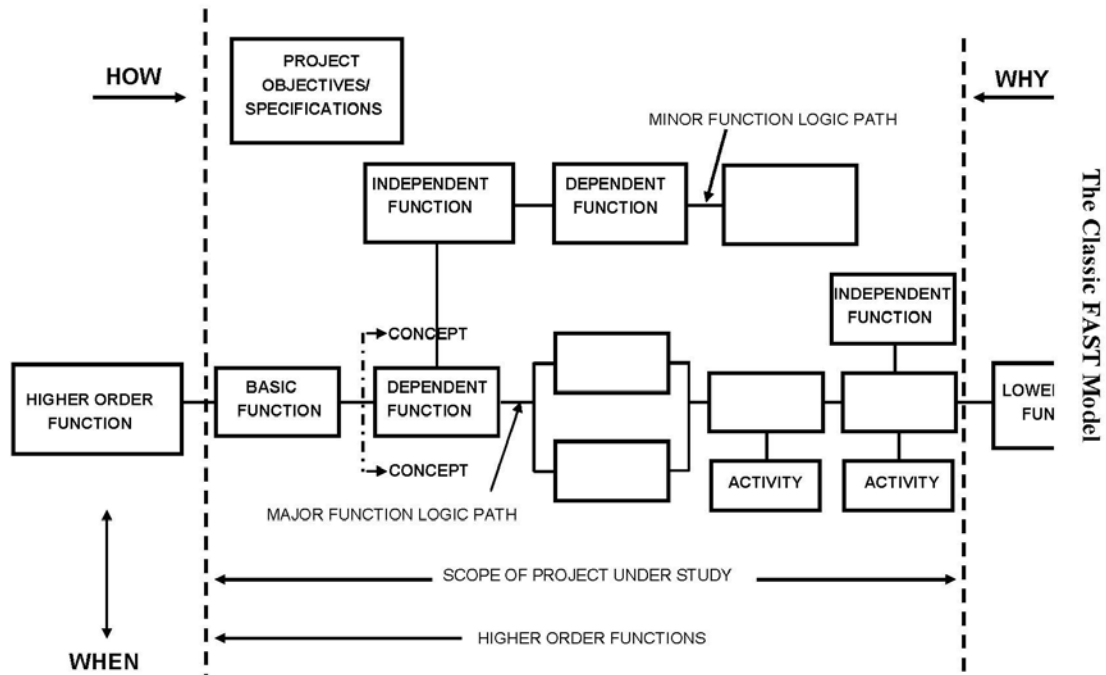 HOW
PROJECT
OBJECTIVES/
SPECIFICATIONS
WHY
MINOR FUNCTION LOGIC PATH
INDEPENDENT
FUNCTION
DEPENDENT
FUNCTION
The Classic FAST Model
INDEPENDENT
FUNCTION
CONCEPT
HIGHER ORDER
FUNCTION
BASIC
FUNCTION
DEPENDENT
FUNCTION
CONCEPT
MAJOR FUNCTION LOGIC PATH
ACTIVITY
ACTIVITY
SCOPE OF PROJECT UNDER STUDY
HIGHER ORDER FUNCTIONS
WHEN